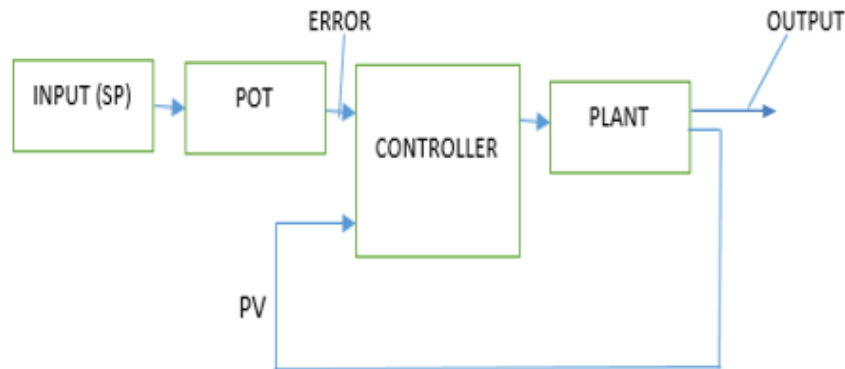 ERROR
OUTPUT
INPUT (SP)
POT
CONTROLLER
PLANT
PV